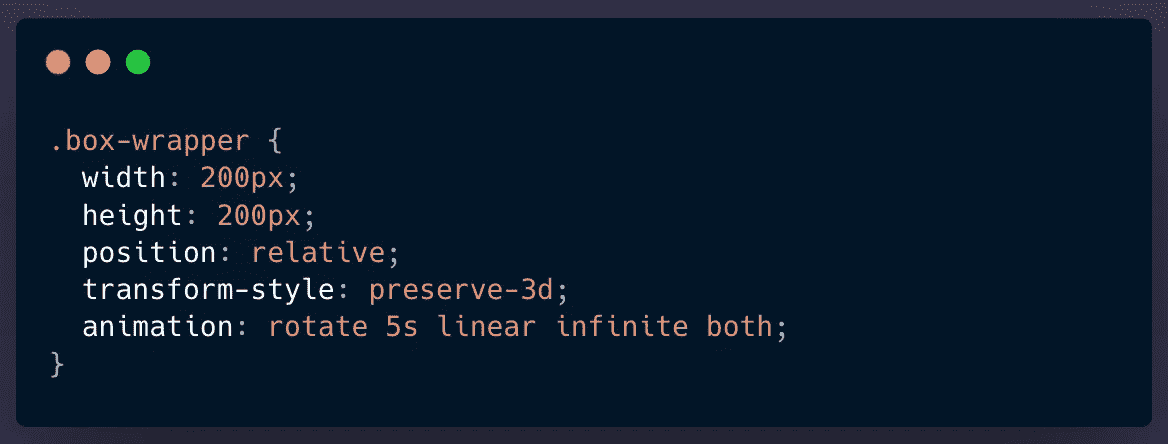 .box-wrapper {
  width: 200px;
  height: 200px;
  position: relative;
  transform-style: preserve-3d;
  animation: rotate 5s linear infinite both;
}